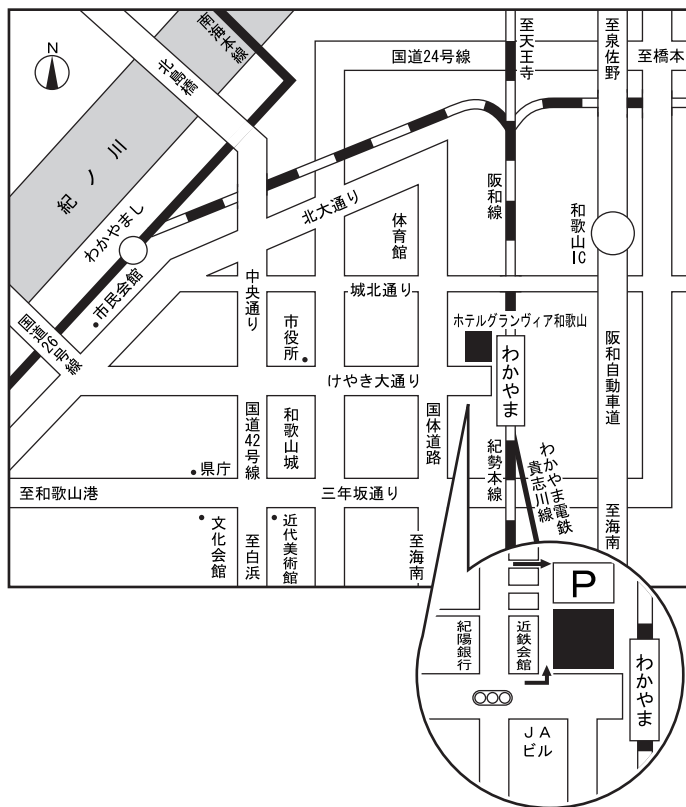 N
南海本線
北島橋
紀ノ川
国道24号線
至天王寺
至泉佐野
至橋本
わかやまし
市民会館
北大通り
体育館
阪和線
和歌山IC
中央通り
城北通り
市役所
ホテルグランヴィア和歌山
わかやま
阪和自動車道
国道26号線
けやき大通り
国道42号線
和歌山城
国体道路
紀勢本線
わかやま電鉄
貴志川線
県庁
至和歌山港
三年坂通り
文化会館
至白浜
近代美術館
至海南
至海南
P
紀陽銀行
近鉄会館
わかやま
JA
ビル